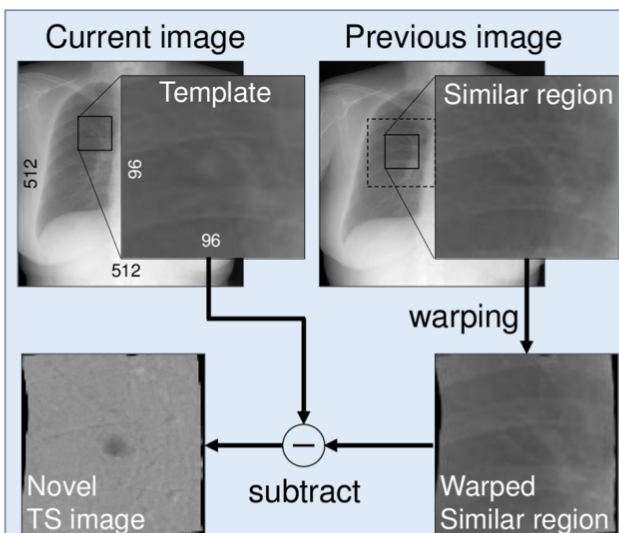 Current image
Previous image
Template
Similar region
512
96
96
512
warping
subtract
Novel
TS image
Warped
Similar region